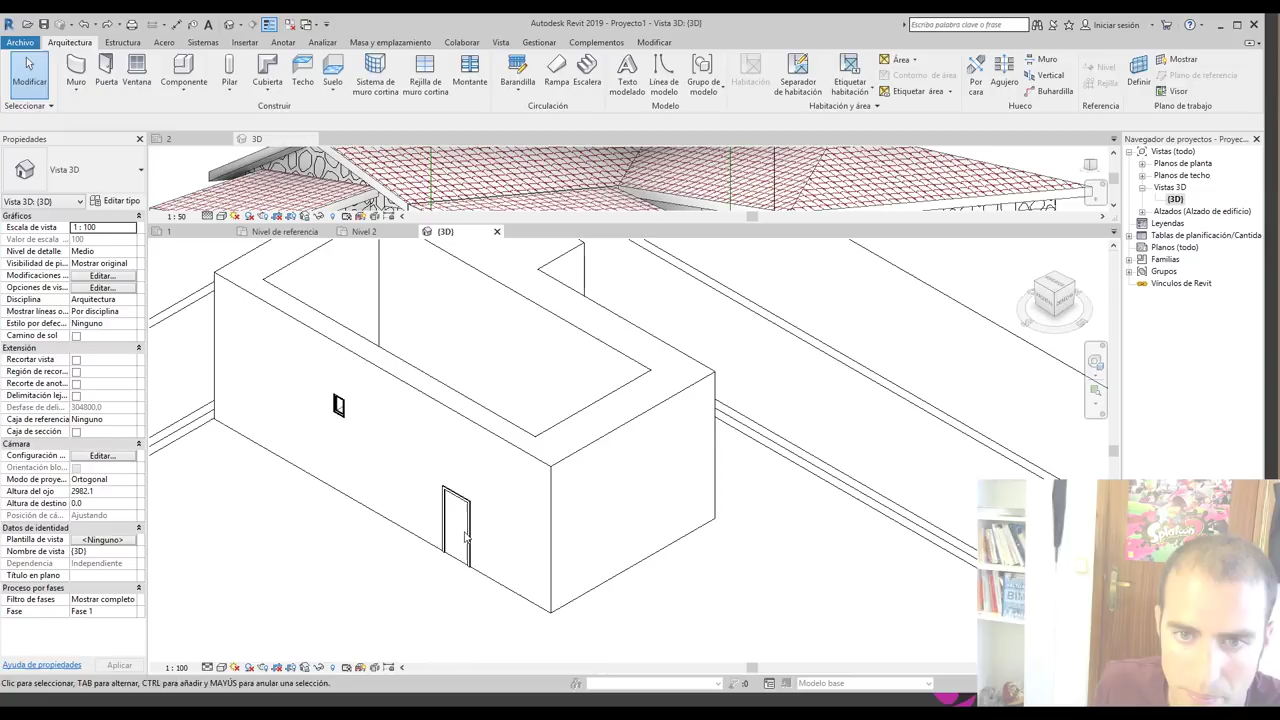 Autodesk Revit 2019 - Proyecto1 - Vista 3D: {3D}
Escriba palabra clave o frase
Iniciar sesión
Archivo Arquitectura Estructura Acero Sistemas Insertar Anotar Analizar Masa y emplazamiento Colaborar Vista Gestionar Complementos Modificar
Modificar
Muro Puerta Ventana Componente Pilar Cubierta Techo Suelo Sistema de muro cortina Rejilla de muro cortina Montante
Barandilla Rampa Escalera
Texto modelado Línea de modelo Grupo de modelo
Habitación Separador de habitación Etiquetar habitación
Área
Contorno de área
Etiquetar área
Por cara Agujero
Muro
Vertical
Buhardilla
Nivel
Rejilla
Definir
Mostrar
Plano de referencia
Visor
Seleccionar Construir Circulación Modelo Habitación y área Hueco Referencia Plano de trabajo
Propiedades
Vista 3D
Vista 3D: {3D} Editar tipo
Gráficos
Escala de vista 1 : 100
Valor de escala ... 100
Nivel de detalle Medio
Visibilidad de pi... Mostrar original
Modificaciones ... Editar...
Opciones de vis... Editar...
Disciplina Arquitectura
Mostrar líneas o... Por disciplina
Estilo por defec... Ninguno
Camino de sol
Extensión
Recortar vista
Región de recor...
Recorte de anot...
Delimitación lej...
Desfase de deli... 304800.0
Caja de referencia Ninguno
Caja de sección
Cámara
Configuración ... Editar...
Orientación blo...
Modo de proyec... Ortogonal
Altura del ojo 2982.1
Altura de destino 0.0
Posición de cá... Ajustando
Datos de identidad
Plantilla de vista <Ninguno>
Nombre de vista {3D}
Dependencia Independiente
Título en plano
Proceso por fases
Filtro de fases Mostrar completo
Fase Fase 1
Ayuda de propiedades Aplicar
2 3D
1 : 50
1 Nivel de referencia Nivel 2 {3D}
1 : 100
Navegador de proyectos - Proyec...
Vistas (todo)
Planos de planta
Planos de techo
Vistas 3D
{3D}
Alzados (Alzado de edificio)
Leyendas
Tablas de planificación/Cantida
Planos (todo)
Familias
Grupos
Vínculos de Revit
Splatoon
BIM
Clic para seleccionar, TAB para alternar, CTRL para añadir y MAYÚS para anular una selección.
:0
Modelo base